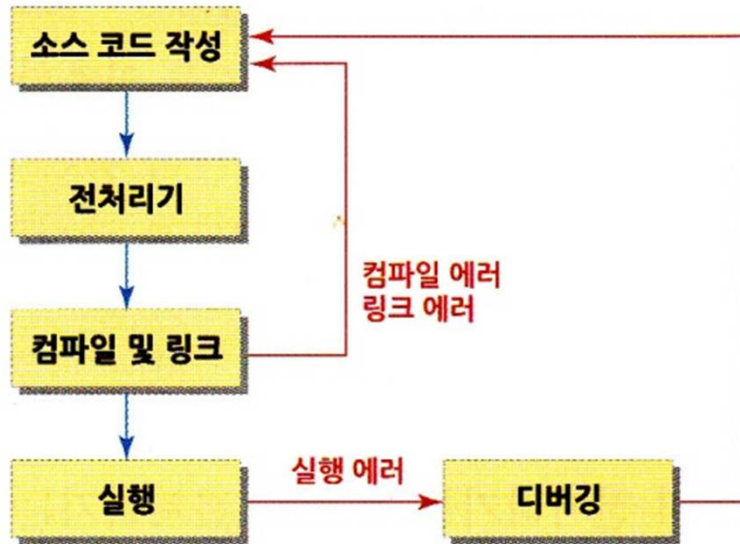 소스 코드 작성
전처리기
컴파일 에러
링크 에러
컴파일 및 링크
실행 에러
실행
디버깅